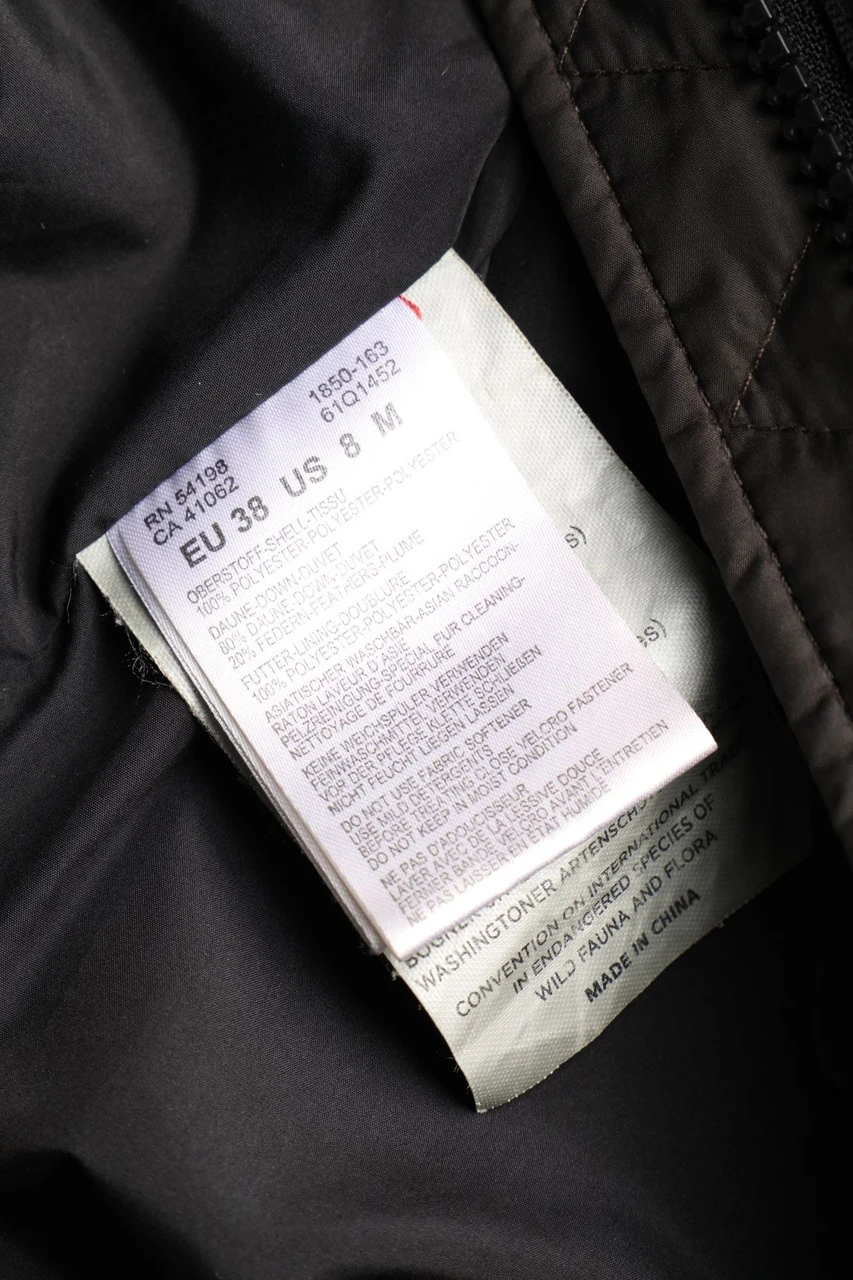 1850-163
61Q1452
RN 54198
CA 41062
EU 38 US 8 M
OBERSTOFF-SHELL-TISSU
100% POLYESTER-POLYESTER-POLYESTER
DAUNE-DOWN-DUVET
80% DAUNE-DOWN-DUVET
20% FEDERN-FEATHERS-PLUME
FUTTER-LINING-DOUBLURE
100% POLYESTER-POLYESTER-POLYESTER
ASIATISCHER WASCHBAR-ASIAN RACCOON-
RATON LAVEUR D'ASIE
PELZREINIGUNG-SPECIAL FUR CLEANING-
NETTOYAGE DE FOURRURE
KEINE WEICHSPÜLER VERWENDEN
FEINWASCHMITTEL VERWENDEN
VOR DER PFLEGE KLETTE SCHLIEßEN
NICHT FEUCHT LIEGEN LASSEN
DO NOT USE FABRIC SOFTENER
USE MILD DETERGENTS
BEFORE TREATING CLOSE VELCRO FASTENER
DO NOT KEEP IN MOIST CONDITION
NE PAS D'ADOUCISSEUR
LAVER AVEC DE LA LESSIVE DOUCE
FERMER BANDE VELCRO AVANT L'ENTRETIEN
NE PAS LAISSER EN ETAT HUMIDE
s)
es)
WASHINGTONER ARTENSCHU
CONVENTION ON INTERNATIONAL TRA
IN ENDANGERED SPECIES OF
WILD FAUNA AND FLORA
MADE IN CHINA